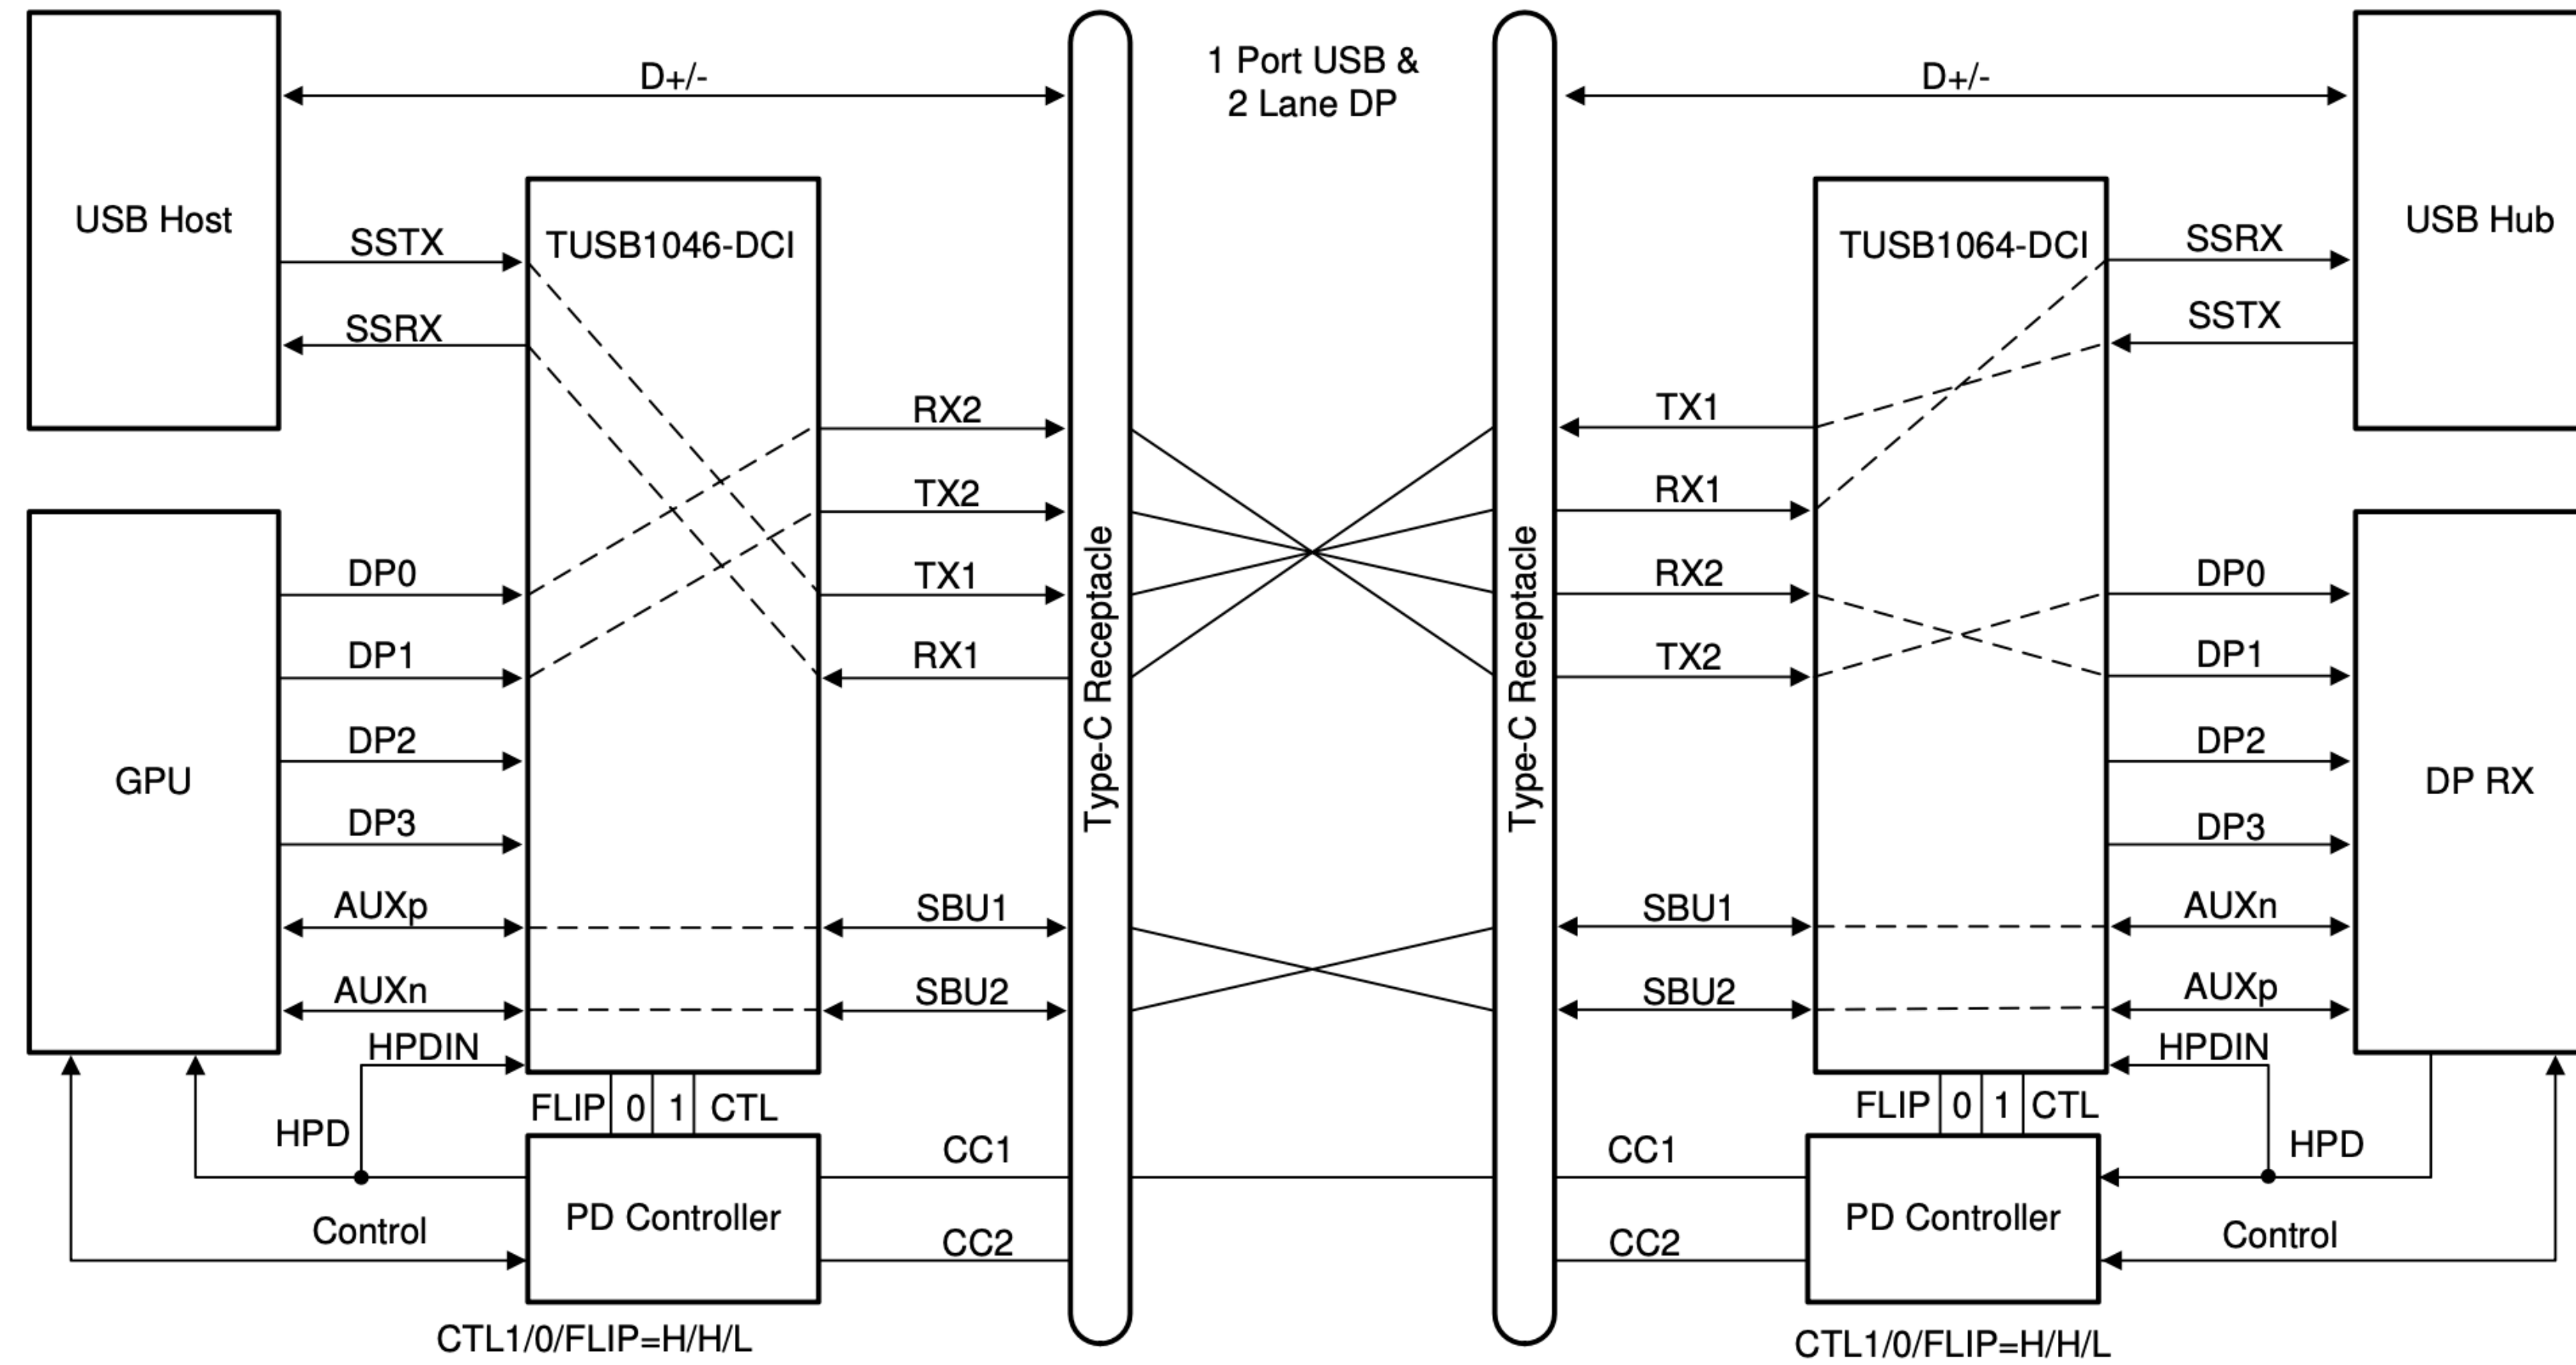 D+/-
1 Port USB &
2 Lane DP
D+/-
USB Host
SSTX
SSRX
TUSB1046-DCI
RX2
TX2
TX1
RX1
Type-C Receptacle
Type-C Receptacle
TUSB1064-DCI
SSRX
SSTX
USB Hub
TX1
RX1
RX2
TX2
GPU
DP0
DP1
DP2
DP3
AUXp
AUXn
SBU1
SBU2
SBU1
SBU2
DP0
DP1
DP2
DP3
AUXn
AUXp
DP RX
HPDIN
HPD
Control
FLIP 0 1 CTL
PD Controller
CC1
CC2
CC1
CC2
FLIP 0 1 CTL
PD Controller
HPDIN
HPD
Control
CTL1/0/FLIP=H/H/L
CTL1/0/FLIP=H/H/L